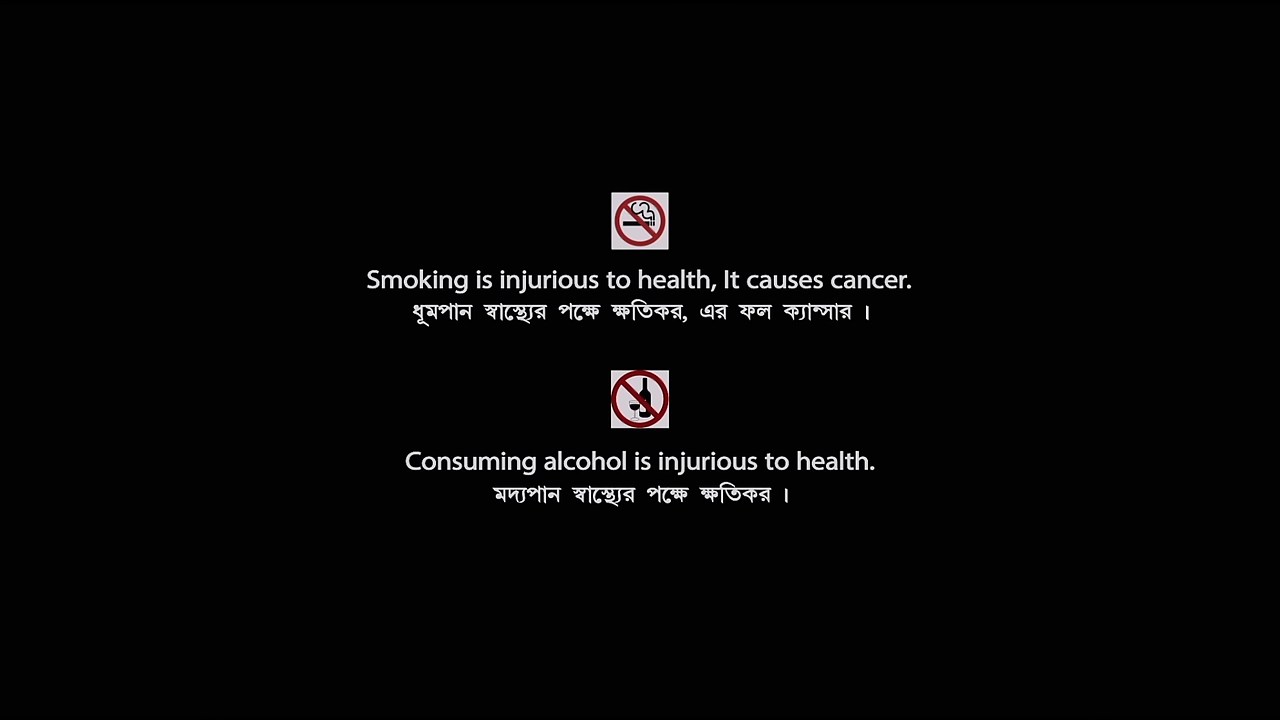 Smoking is injurious to health, It causes cancer.
ধূমপান স্বাস্থ্যের পক্ষে ক্ষতিকর, এর ফল ক্যান্সার ।
Consuming alcohol is injurious to health.
মদ্যপান স্বাস্থ্যের পক্ষে ক্ষতিকর ।